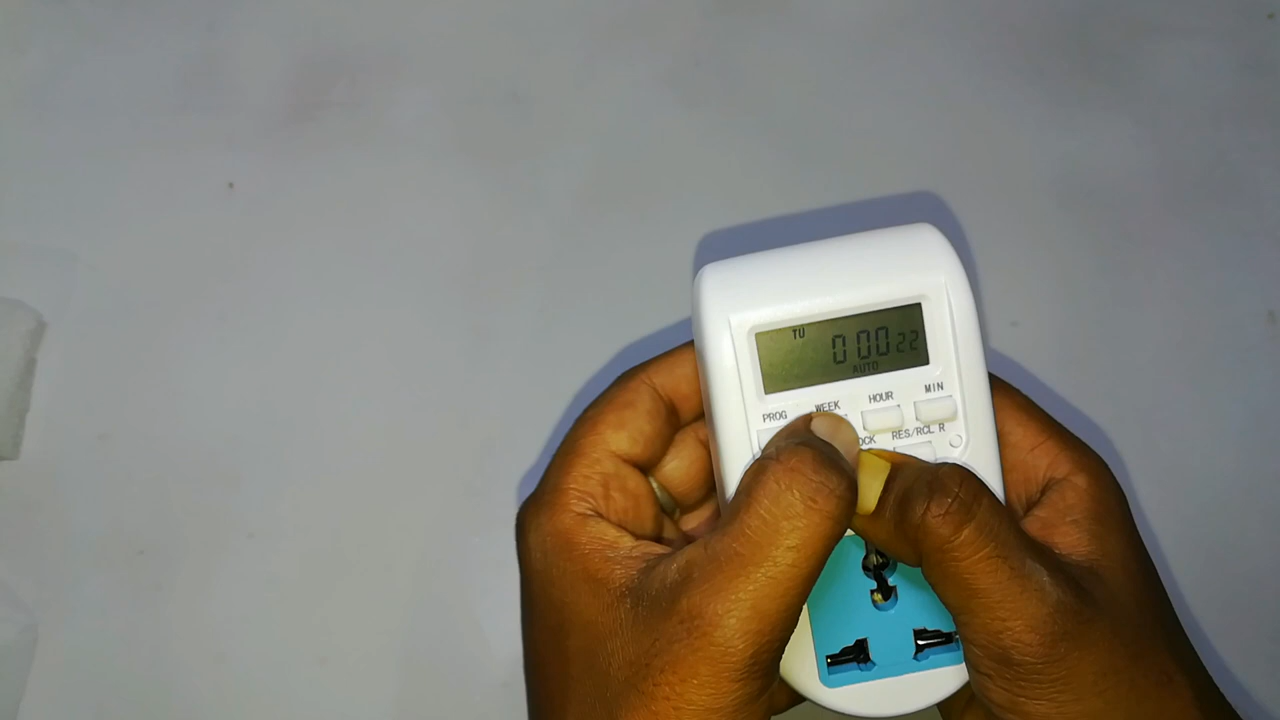 TU
0 00 22
AUTO
PROG WEEK HOUR MIN
OCK RES/RCL R